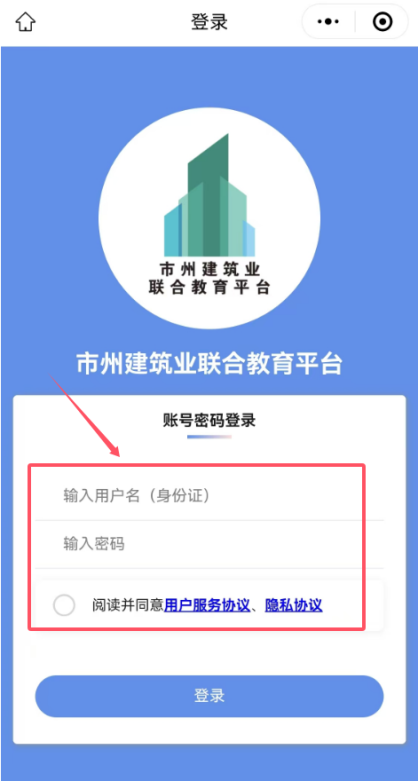 登录
市州建筑业
联合教育平台
市州建筑业联合教育平台
账号密码登录
输入用户名（身份证）
输入密码
阅读并同意用户服务协议、隐私协议
登录